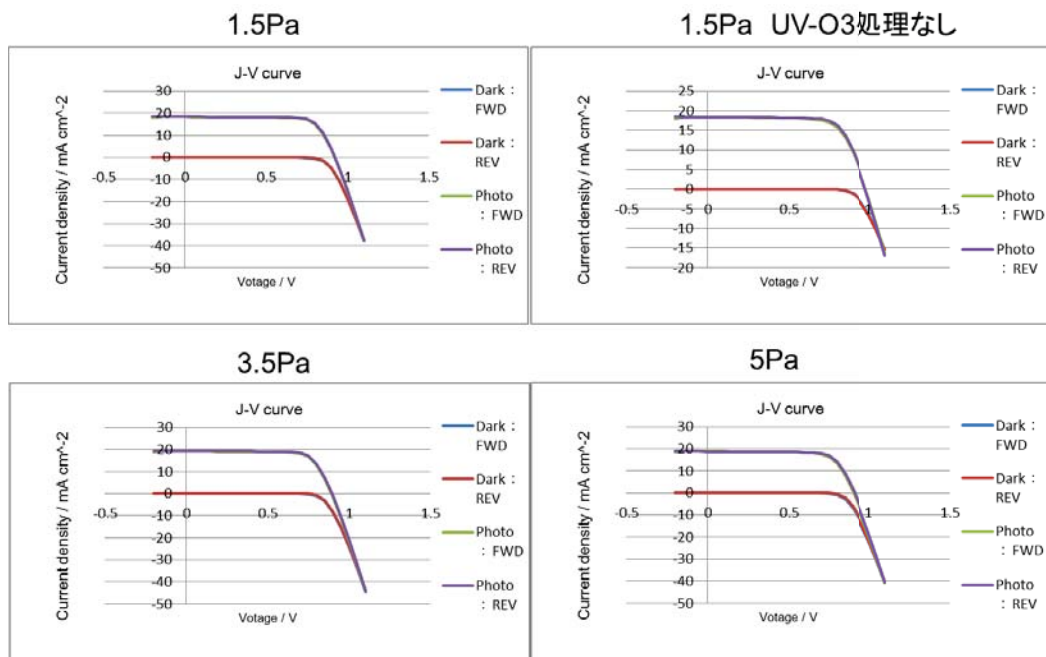 1.5Pa
J-V curve
Current density / mA cm^-2
30
20
10
0
-10
-20
-30
-40
-50
-0.5
0
0.5
1
1.5
Votage / V
Dark：
FWD
Dark：
REV
Photo
：FWD
Photo
：REV
1.5Pa UV-O3処理なし
J-V curve
Current density / mA cm^-2
25
20
15
10
5
0
-5
-10
-15
-20
-0.5
0
0.5
1
1.5
Votage / V
Dark：
FWD
Dark：
REV
Photo
：FWD
Photo
：REV
3.5Pa
J-V curve
Current density / mA cm^-2
30
20
10
0
-10
-20
-30
-40
-50
-0.5
0
0.5
1
1.5
Votage / V
Dark：
FWD
Dark：
REV
Photo
：FWD
Photo
：REV
5Pa
J-V curve
Current density / mA cm^-2
30
20
10
0
-10
-20
-30
-40
-50
-0.5
0
0.5
1
1.5
Votage / V
Dark：
FWD
Dark：
REV
Photo
：FWD
Photo
：REV